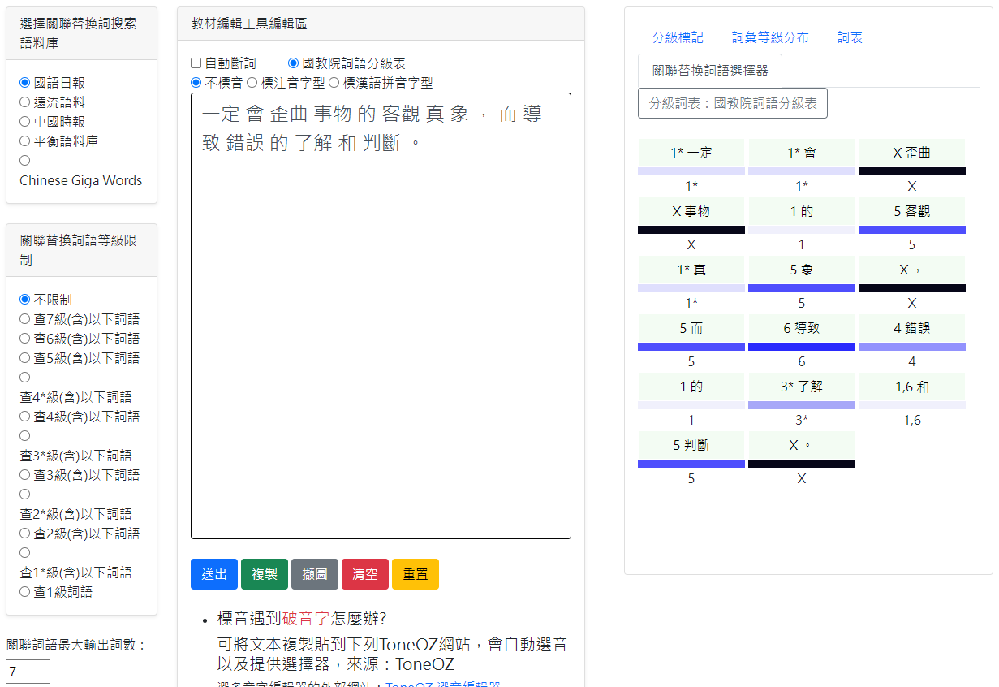 選擇關聯替換詞搜索
語料庫
國語日報
遠流語料
中國時報
平衡語料庫
Chinese Giga Words
關聯替換詞語等級限
制
不限制
查7級(含)以下詞語
查6級(含)以下詞語
查5級(含)以下詞語
查4*級(含)以下詞語
查4級(含)以下詞語
查3*級(含)以下詞語
查3級(含)以下詞語
查2*級(含)以下詞語
查2級(含)以下詞語
查1*級(含)以下詞語
查1級詞語
關聯詞語最大輸出詞數：
7
教材編輯工具編輯區
自動斷詞 國教院詞語分級表
不標音 標注音字型 標漢語拼音字型
一定 會 歪曲 事物 的 客觀 真 象 ， 而 導
致 錯誤 的 了解 和 判斷 。
送出 複製 擷圖 清空 重置
標音遇到破音字怎麼辦?
可將文本複製貼到下列ToneOZ網站，會自動選音
以及提供選擇器，來源：ToneOZ
選多音字編輯器的外部網站：ToneOZ 選音編輯器
分級標記 詞彙等級分布 詞表
關聯替換詞語選擇器
分級詞表：國教院詞語分級表
1* 一定 1* 會 X 歪曲
1* 1* X
X 事物 1 的 5 客觀
X 1 5
1* 真 5 象 X ，
1* 5 X
5 而 6 導致 4 錯誤
5 6 4
1 的 3* 了解 1,6 和
1 3* 1,6
5 判斷 X 。
5 X